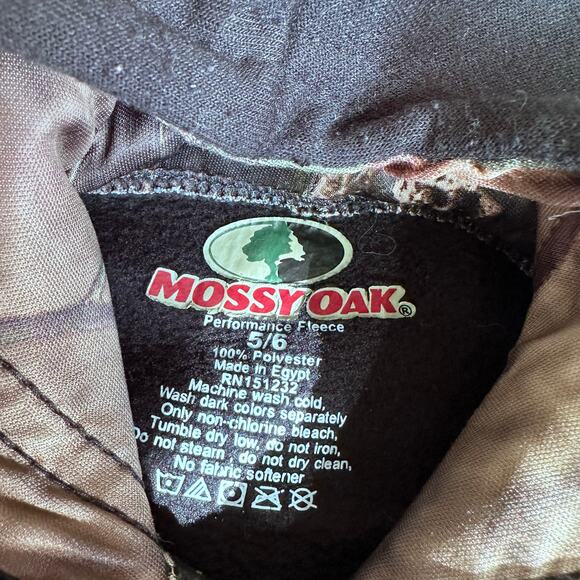 MOSSY OAK®
Performance Fleece
5/6
100% Polyester
Made in Egypt
RN151232
Machine wash cold,
Wash dark colors separately
Only non-chlorine bleach,
Tumble dry low, do not iron,
Do not steam, do not dry clean,
No fabric softener